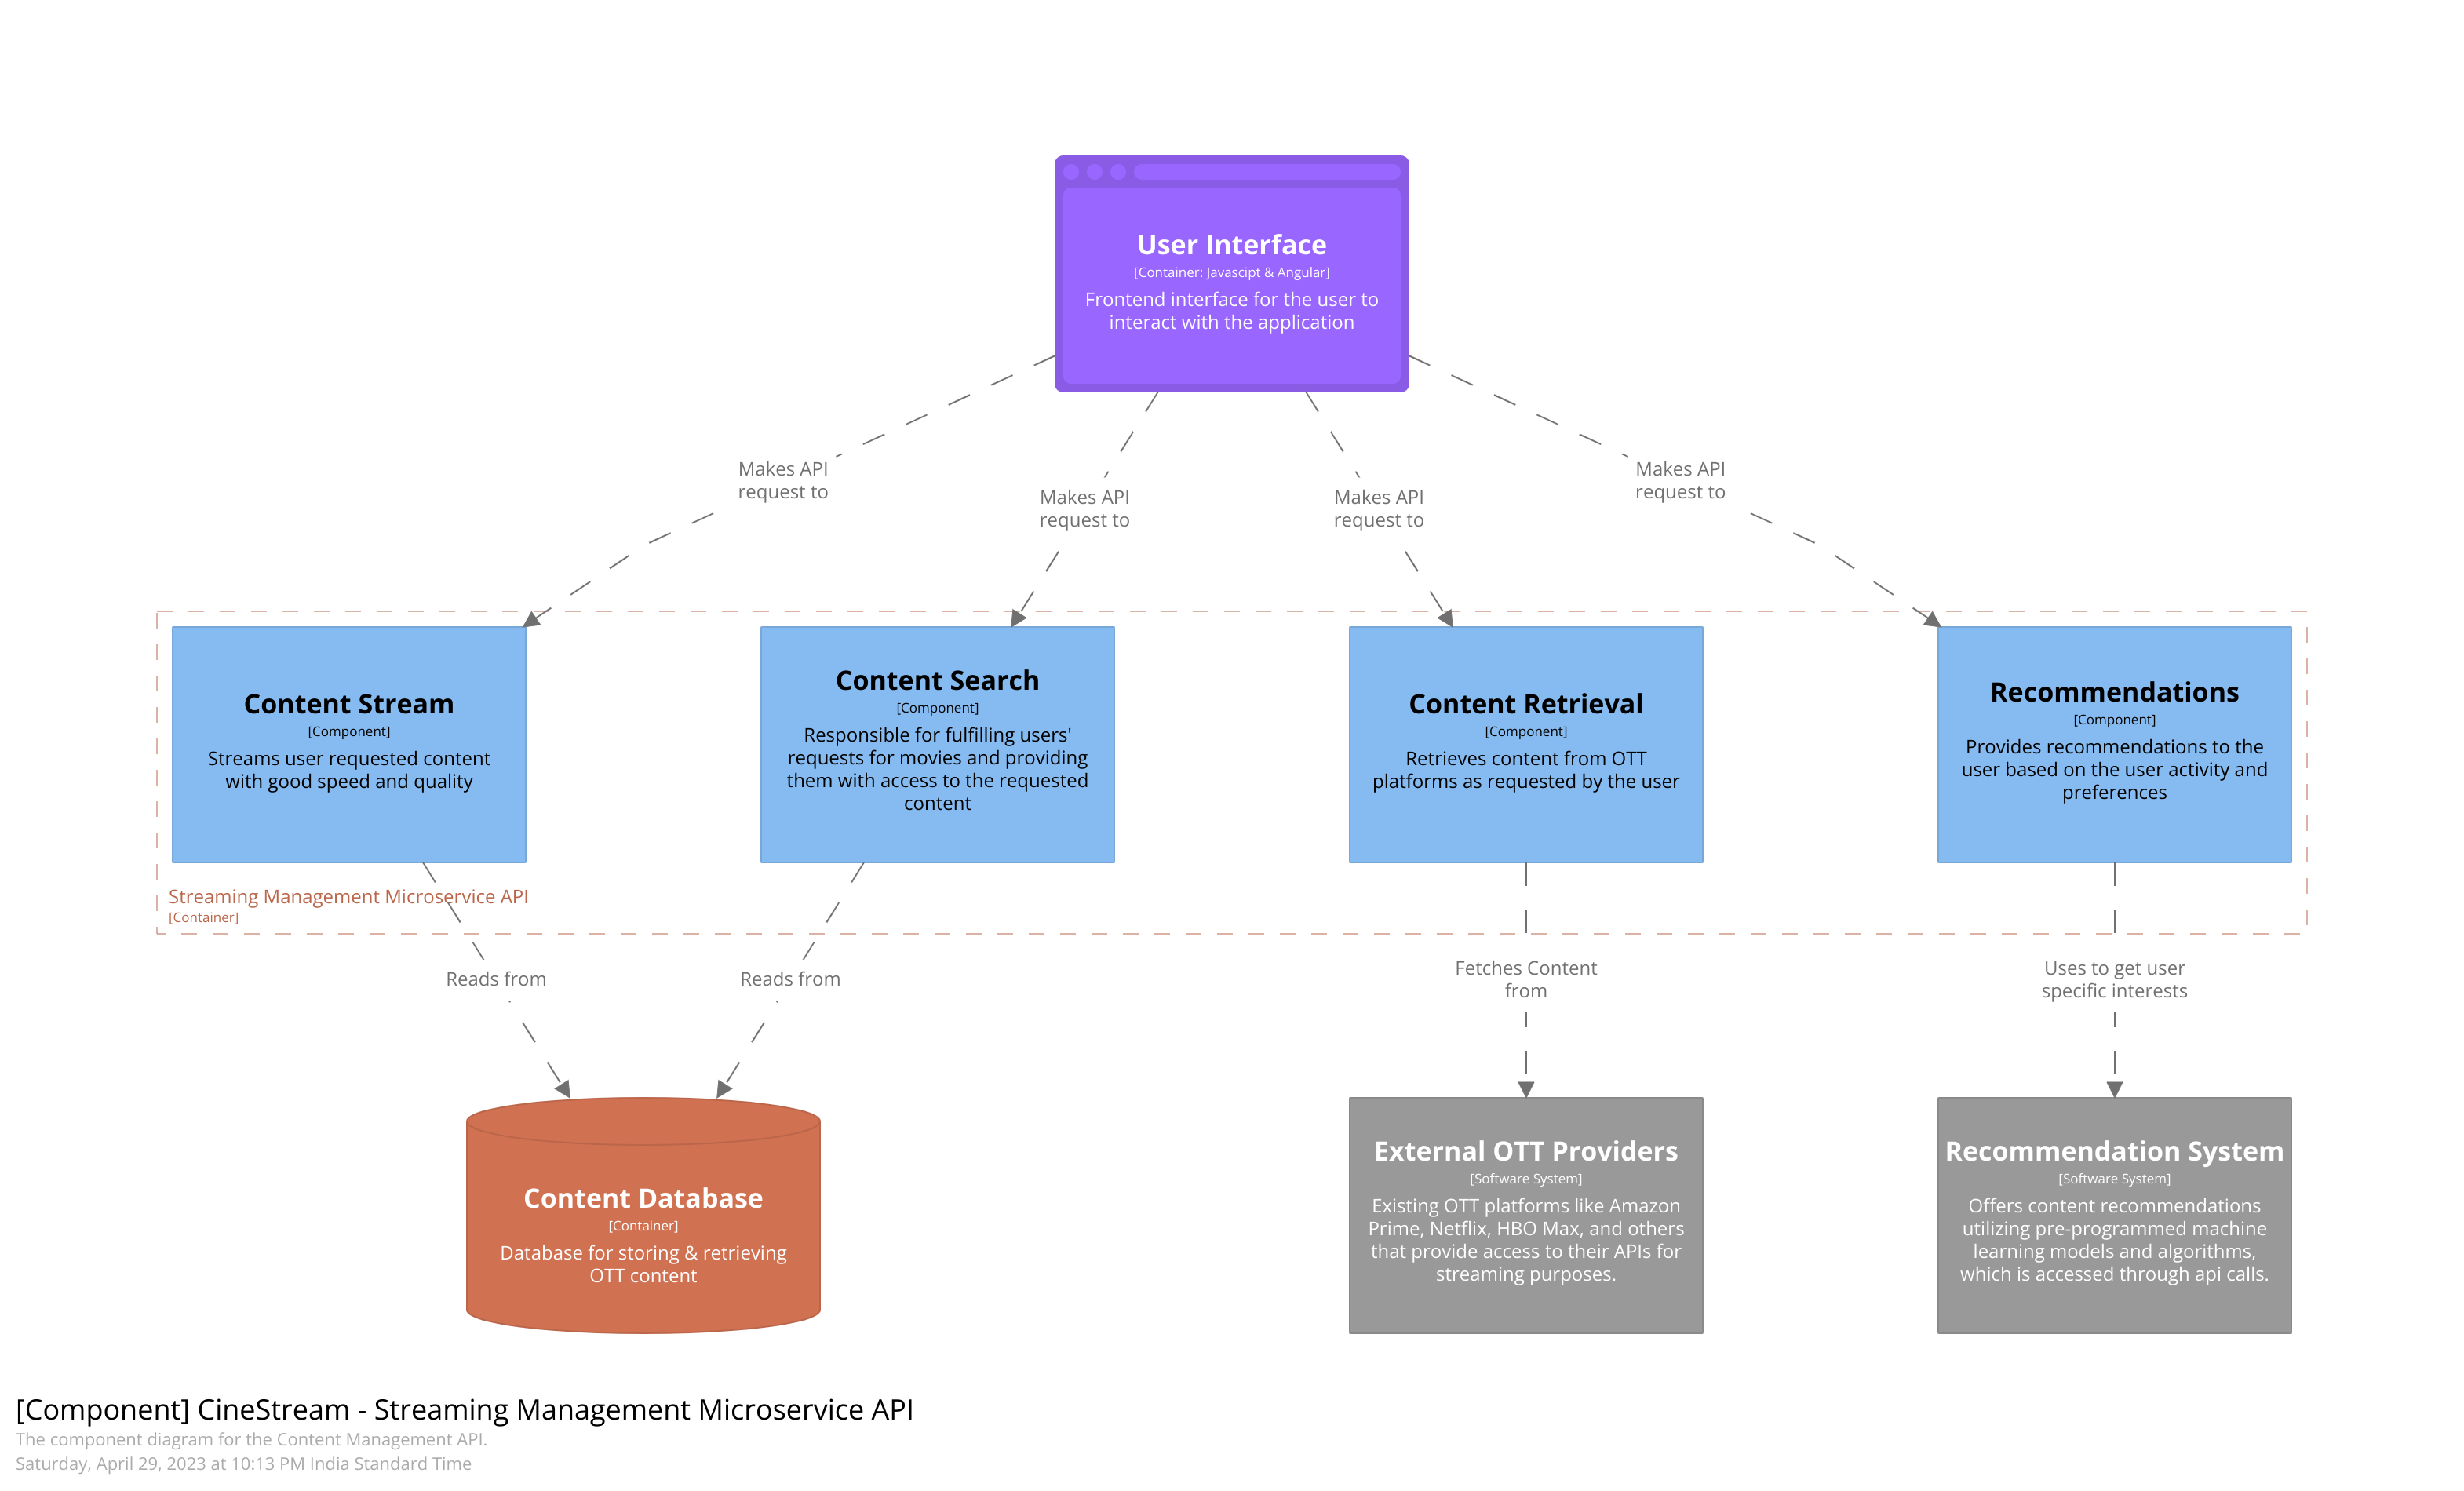 User Interface
[Container: Javascipt & Angular]
Frontend interface for the user to
interact with the application
Makes API
request to
Makes API
request to
Makes API
request to
Makes API
request to
Content Stream
[Component]
Streams user requested content
with good speed and quality
Content Search
[Component]
Responsible for fulfilling users'
requests for movies and providing
them with access to the requested
content
Content Retrieval
[Component]
Retrieves content from OTT
platforms as requested by the user
Recommendations
[Component]
Provides recommendations to the
user based on the user activity and
preferences
Streaming Management Microservice API
[Container]
Reads from
Reads from
Fetches Content
from
Uses to get user
specific interests
Content Database
[Container]
Database for storing & retrieving
OTT content
External OTT Providers
[Software System]
Existing OTT platforms like Amazon
Prime, Netflix, HBO Max, and others
that provide access to their APIs for
streaming purposes.
Recommendation System
[Software System]
Offers content recommendations
utilizing pre-programmed machine
learning models and algorithms,
which is accessed through api calls.
[Component] CineStream - Streaming Management Microservice API
The component diagram for the Content Management API.
Saturday, April 29, 2023 at 10:13 PM India Standard Time